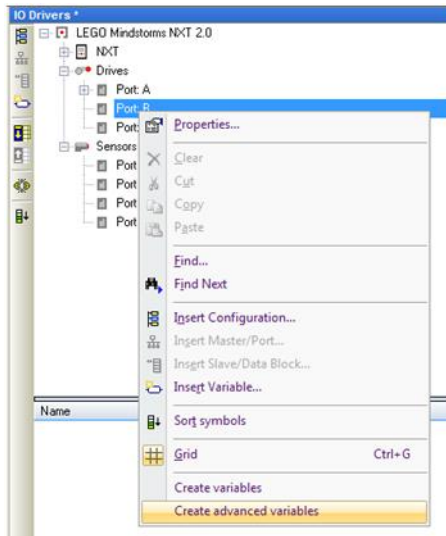 IO Drivers *
LEGO Mindstorms NXT 2.0
NXT
Drives
Port: A
Port: B
Port:
Sensors
Port
Port
Port
Port
Properties...
Clear
Cut
Copy
Paste
Find...
Find Next
Insert Configuration...
Insert Master/Port...
Insert Slave/Data Block...
Insert Variable...
Sort symbols
Grid Ctrl+G
Create variables
Create advanced variables
Name